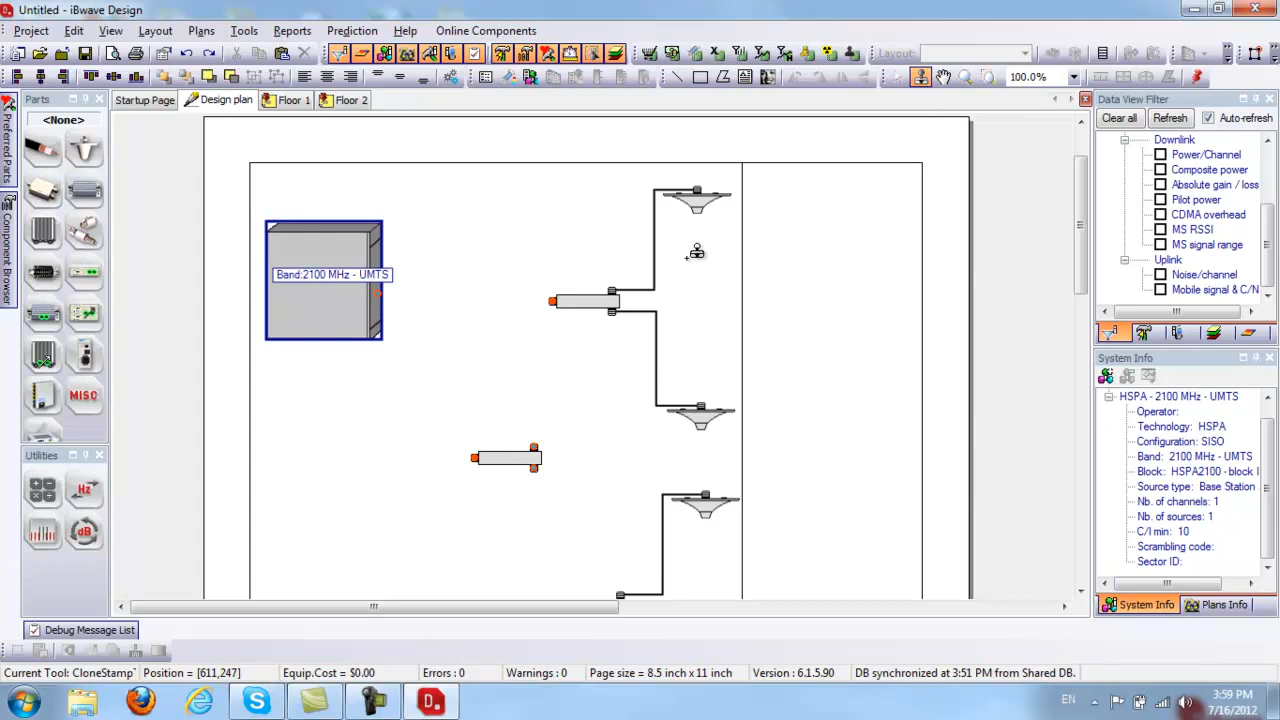 Untitled - iBwave Design
Project Edit View Layout Plans Tools Reports Prediction Help Online Components
Layout:
100.0%
Preferred Parts
Component Browser
Parts
<None>
MISC
Utilities
Hz
dB
Startup Page Design plan Floor 1 Floor 2
Band:2100 MHz - UMTS
Data View Filter
Clear all Refresh Auto-refresh
Downlink
Power/Channel
Composite power
Absolute gain / loss
Pilot power
CDMA overhead
MS RSSI
MS signal range
Uplink
Noise/channel
Mobile signal & C/N
System Info
HSPA - 2100 MHz - UMTS
Operator:
Technology: HSPA
Configuration: SISO
Band: 2100 MHz - UMTS
Block: HSPA2100 - block I
Source type: Base Station
Nb. of channels: 1
Nb. of sources: 1
C/I min: 10
Scrambling code:
Sector ID:
System Info Plans Info
Debug Message List
Current Tool: CloneStamp Position = [611,247] Equip.Cost = $0.00 Errors : 0 Warnings : 0 Page size = 8.5 inch x 11 inch Version : 6.1.5.90 DB synchronized at 3:51 PM from Shared DB.
EN
3:59 PM
7/16/2012